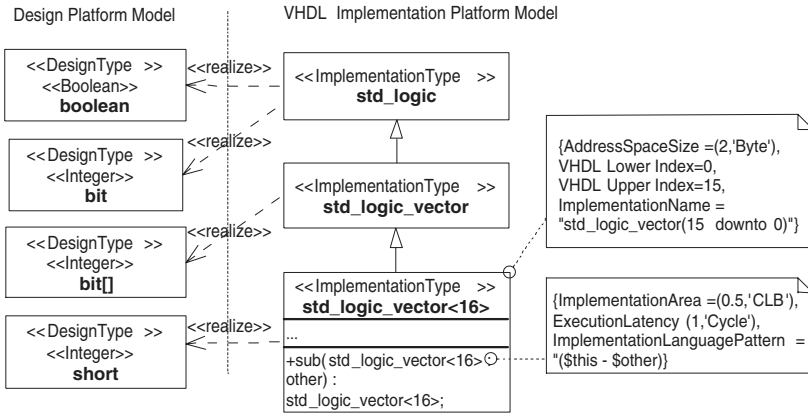 Design Platform Model
VHDL Implementation Platform Model
<<DesignType >>
<<Boolean>>
boolean
<<realize>>
<<ImplementationType >>
std_logic
<<DesignType >>
<<Integer>>
bit
<<realize>>
<<ImplementationType >>
std_logic_vector
<<DesignType >>
<<Integer>>
bit[]
<<realize>>
<<ImplementationType >>
std_logic_vector<16>
...
+sub( std_logic_vector<16>
other) :
std_logic_vector<16>;
<<DesignType >>
<<Integer>>
short
<<realize>>
{AddressSpaceSize =(2,'Byte'),
VHDL Lower Index=0,
VHDL Upper Index=15,
ImplementationName =
"std_logic_vector(15 downto 0)"}
{ImplementationArea =(0.5,'CLB'),
ExecutionLatency (1,'Cycle'),
ImplementationLanguagePattern =
"($this - $other)}